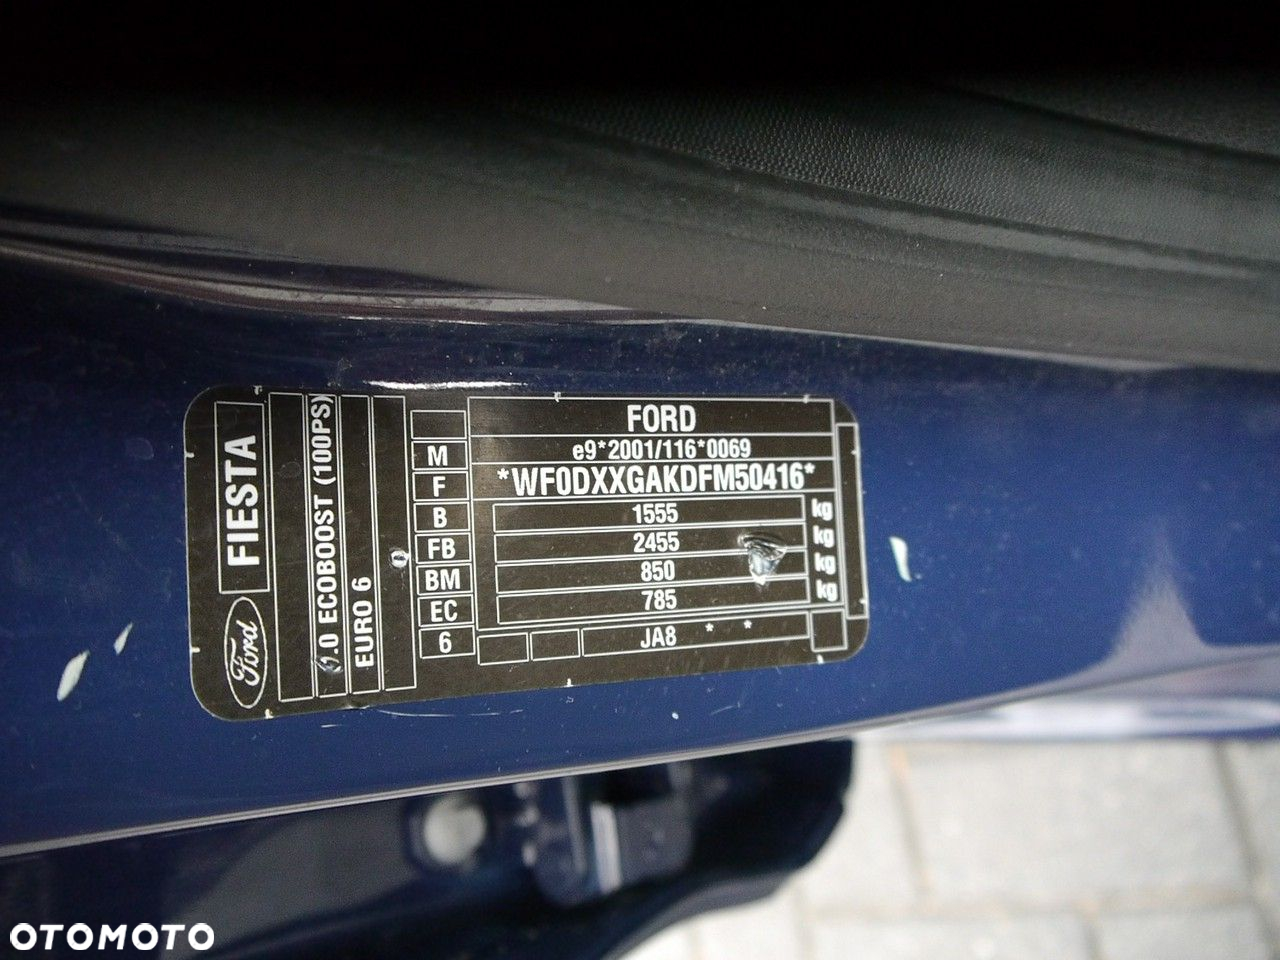 FORD
e9*2001/116*0069
*WF0DXXGAKDFM50416*
M
F
B 1555 kg
FB 2455 kg
BM 850 kg
EC 785 kg
6 JA8 * *
FIESTA
Ford
1.0 ECOBOOST (100PS)
EURO 6
OTOMOTO